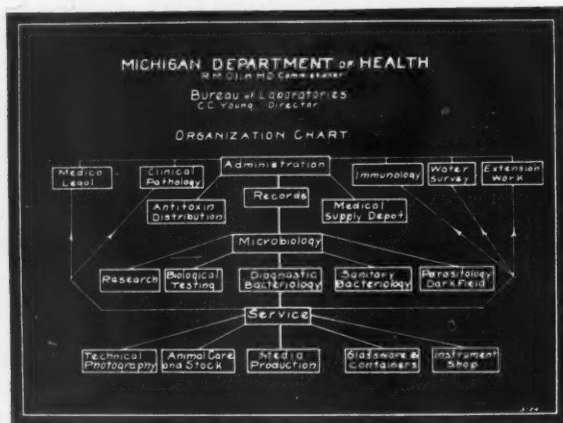 MICHIGAN DEPARTMENT OF HEALTH
R M Olin M D Commissioner
Bureau of Laboratories
C C Young Director
ORGANIZATION CHART
Administration
Medico Legal
Clinical Pathology
Immunology
Water Survey
Extension Work
Antitoxin Distribution
Records
Medical Supply Depot
Microbiology
Research
Biological Testing
Diagnostic Bacteriology
Sanitary Bacteriology
Parasitology Dark Field
Service
Technical Photography
Animal Care and Stock
Media Production
Glassware & Containers
Instrument Shop